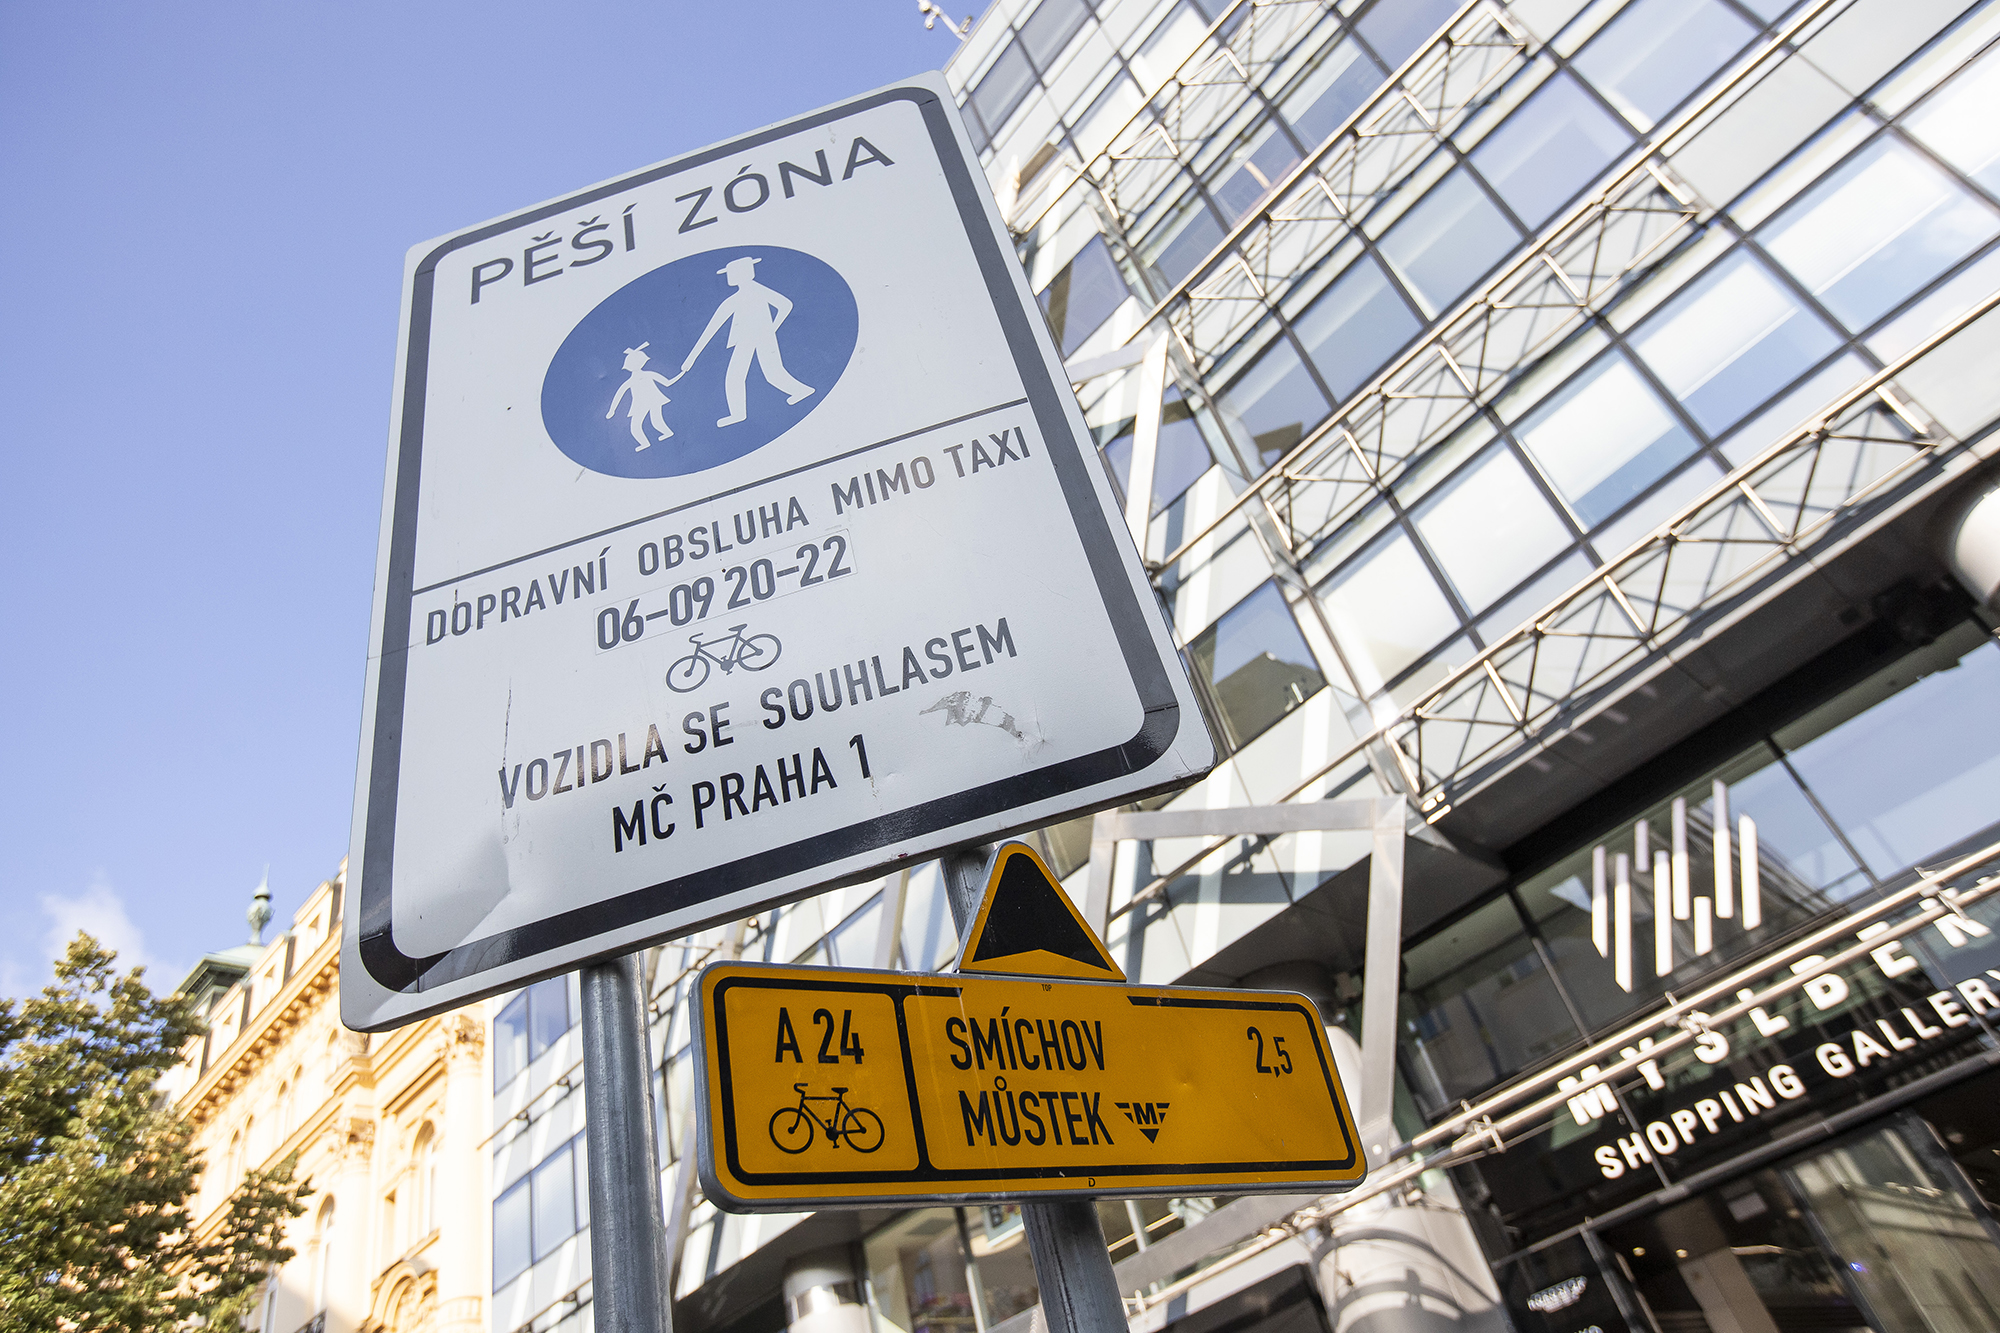 PĚŠÍ ZÓNA
DOPRAVNÍ OBSLUHA MIMO TAXI
06-09 20-22
VOZIDLA SE SOUHLASEM
MČ PRAHA 1
TOP
A 24
SMÍCHOV 2,5
MŮSTEK M
D
MYSLBEK
SHOPPING GALLERY